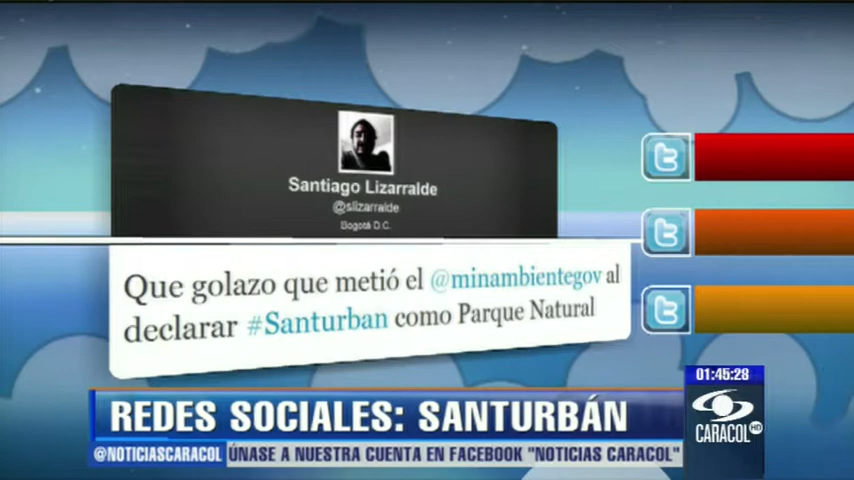 Santiago Lizarralde
@slizarralde
Bogotá D.C.
Que golazo que metió el @minambientegov al
declarar #Santurban como Parque Natural
REDES SOCIALES: SANTURBÁN
@NOTICIASCARACOL ÚNASE A NUESTRA CUENTA EN FACEBOOK "NOTICIAS CARACOL"
01:45:28
CARACOL HD